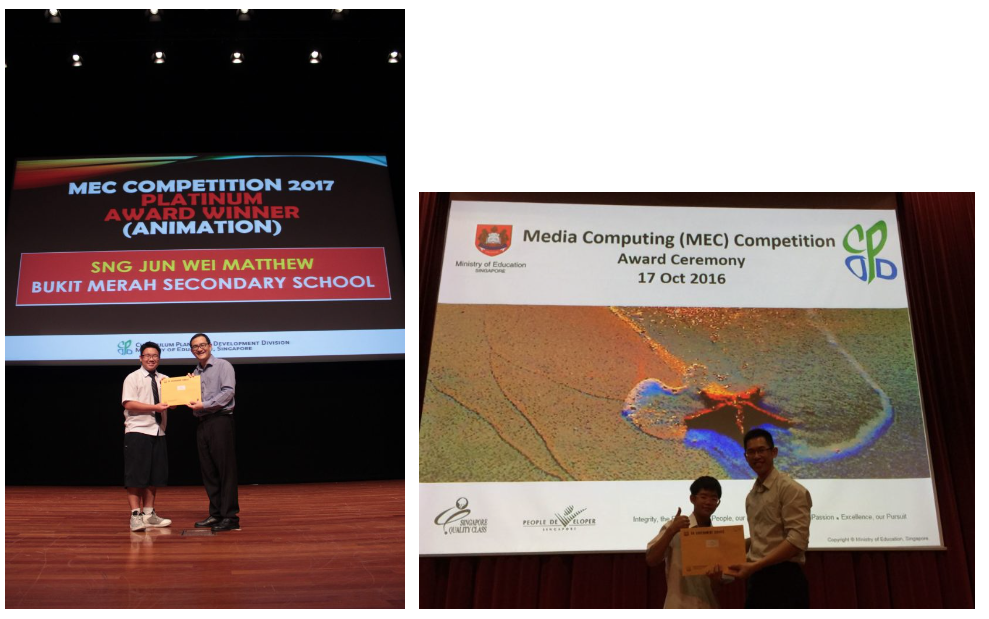 MEC COMPETITION 2017
PLATINUM
AWARD WINNER
(ANIMATION)
SNG JUN WEI MATTHEW
BUKIT MERAH SECONDARY SCHOOL
DEVELOPMENT DIVISION
SINGAPORE
Ministry of Education
SINGAPORE
Media Computing (MEC) Competition
Award Ceremony
17 Oct 2016
CPDD
SINGAPORE
QUALITY CLASS
PEOPLE DEVELOPER
SINGAPORE
Integrity, the People, our Passion • Excellence, our Pursuit
Copyright © Ministry of Education, Singapore